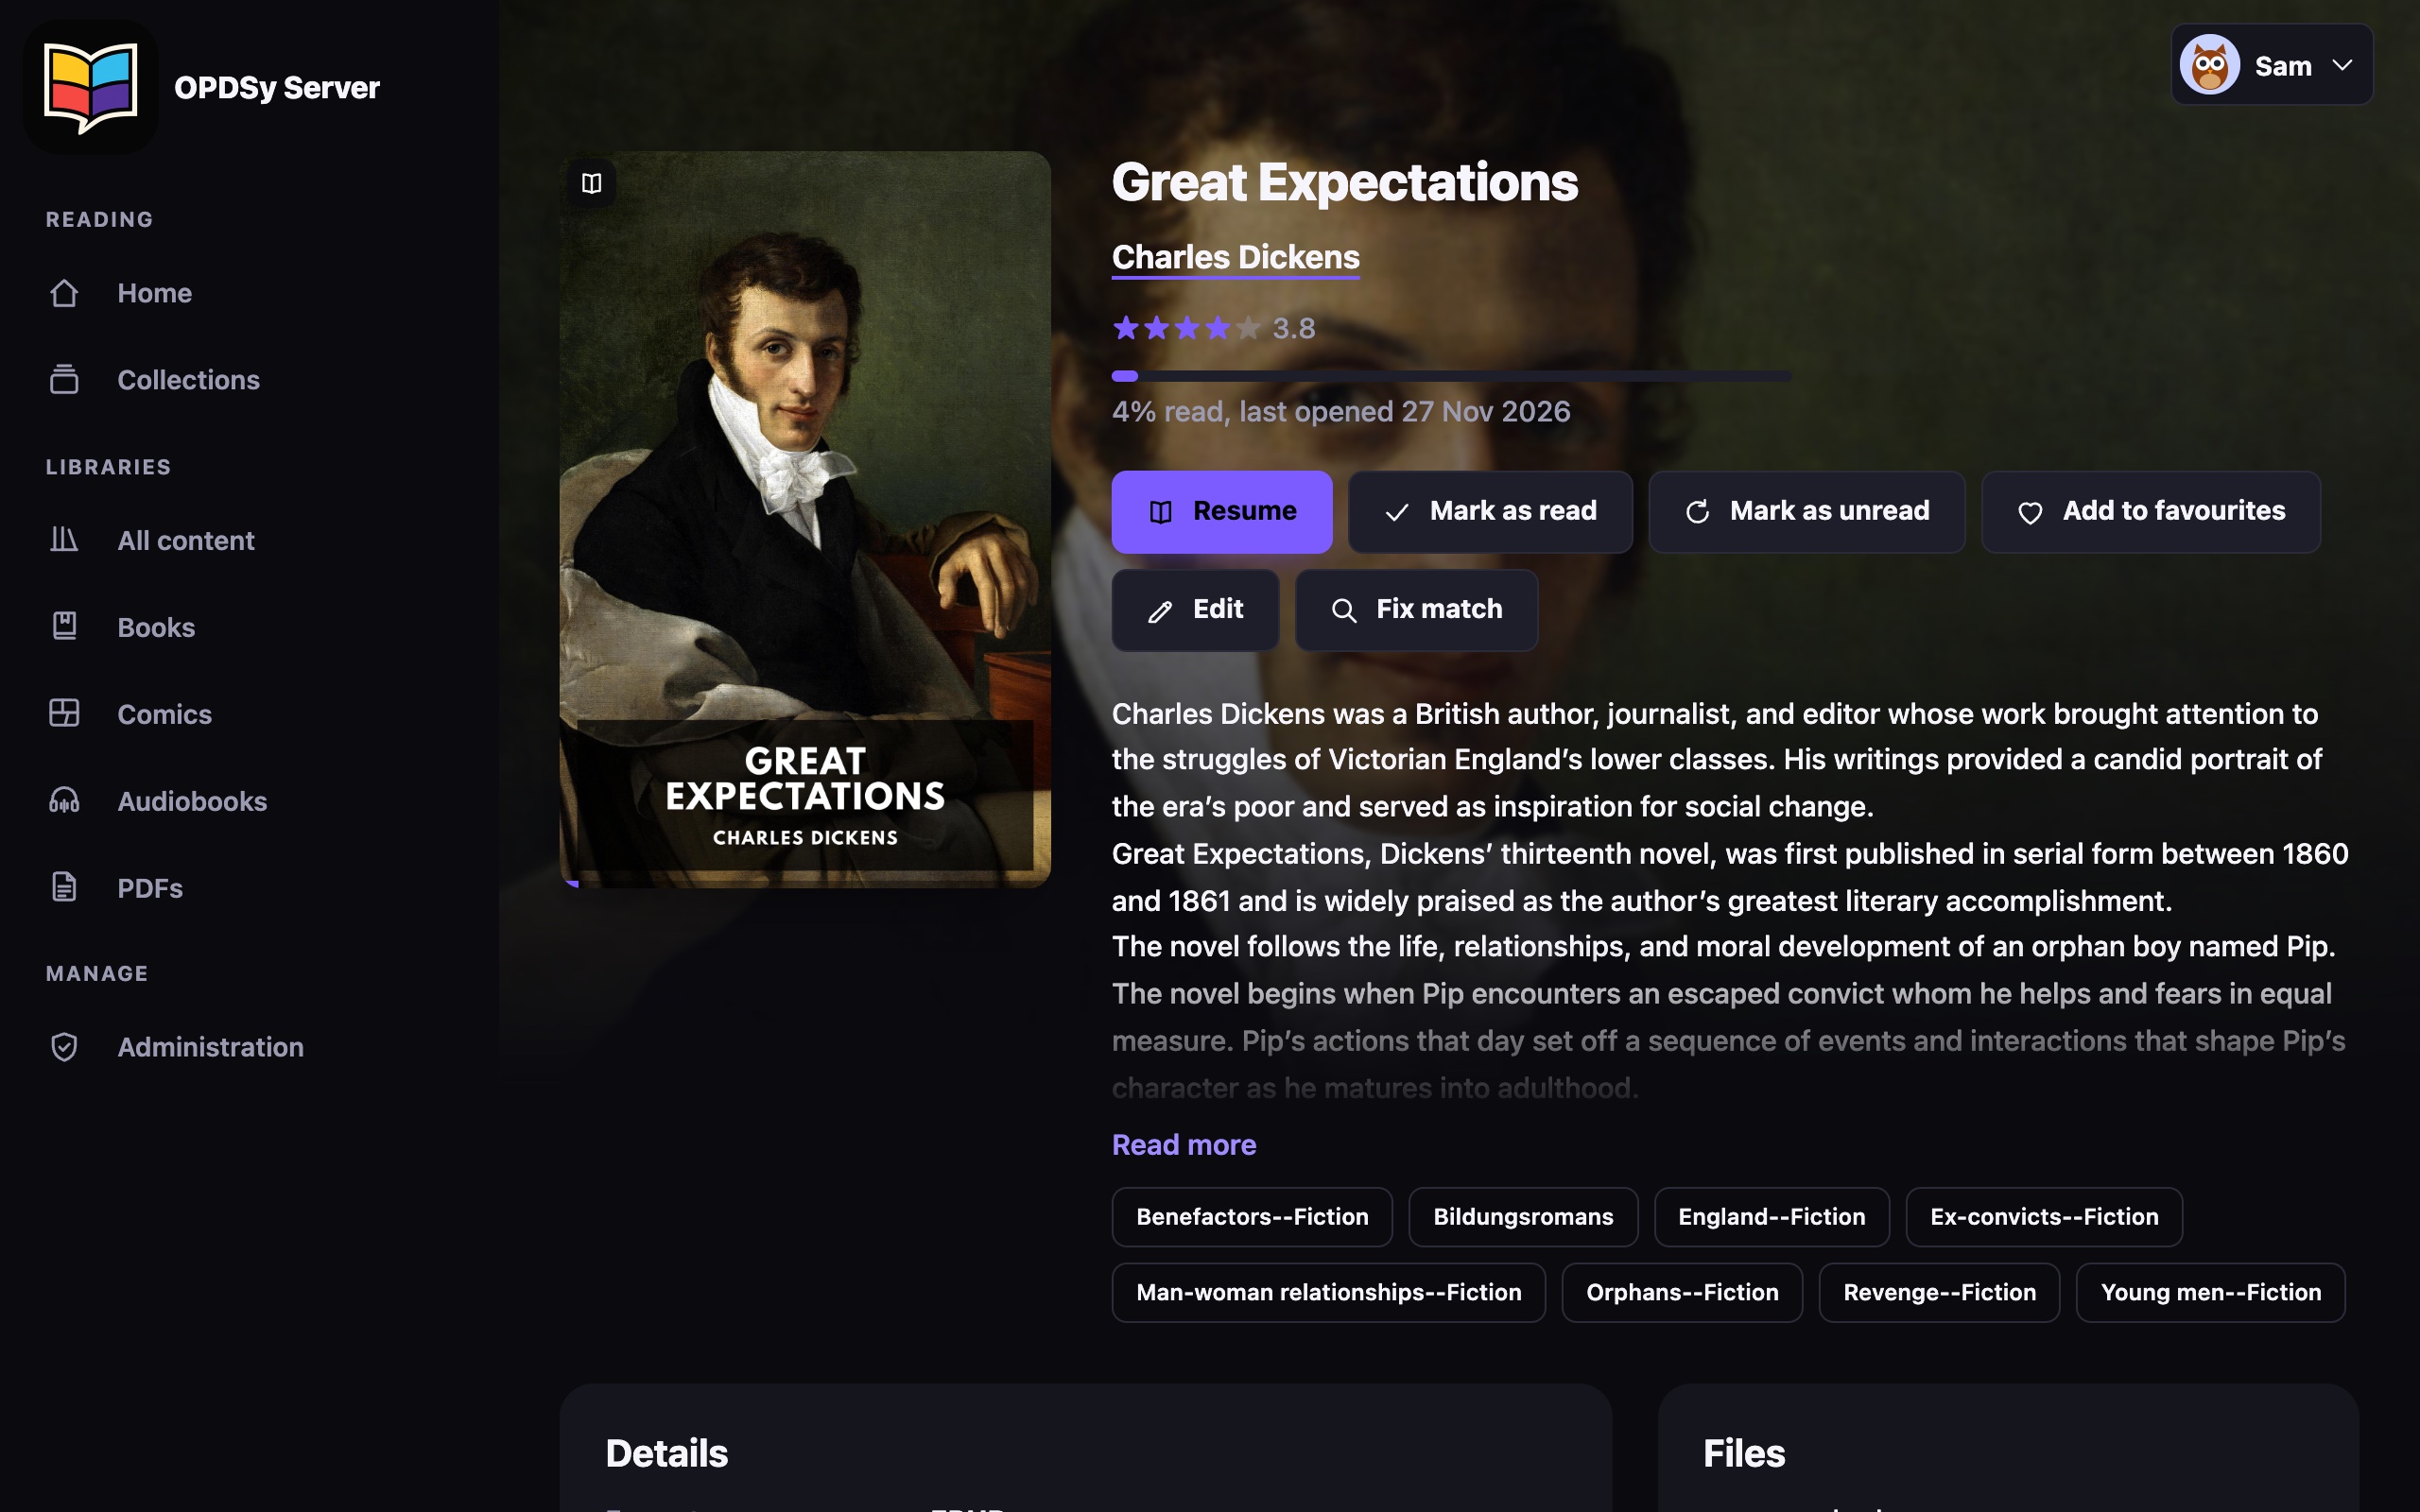 OPDSy Server
READING
Home
Collections
LIBRARIES
All content
Books
Comics
Audiobooks
PDFs
MANAGE
Administration
Sam
GREAT
EXPECTATIONS
CHARLES DICKENS
Great Expectations
Charles Dickens
3.8
4% read, last opened 27 Nov 2026
Resume
Mark as read
Mark as unread
Add to favourites
Edit
Fix match
Charles Dickens was a British author, journalist, and editor whose work brought attention to
the struggles of Victorian England’s lower classes. His writings provided a candid portrait of
the era’s poor and served as inspiration for social change.
Great Expectations, Dickens’ thirteenth novel, was first published in serial form between 1860
and 1861 and is widely praised as the author’s greatest literary accomplishment.
The novel follows the life, relationships, and moral development of an orphan boy named Pip.
The novel begins when Pip encounters an escaped convict whom he helps and fears in equal
measure. Pip’s actions that day set off a sequence of events and interactions that shape Pip’s
character as he matures into adulthood.
Read more
Benefactors--Fiction
Bildungsromans
England--Fiction
Ex-convicts--Fiction
Man-woman relationships--Fiction
Orphans--Fiction
Revenge--Fiction
Young men--Fiction
Details
Files